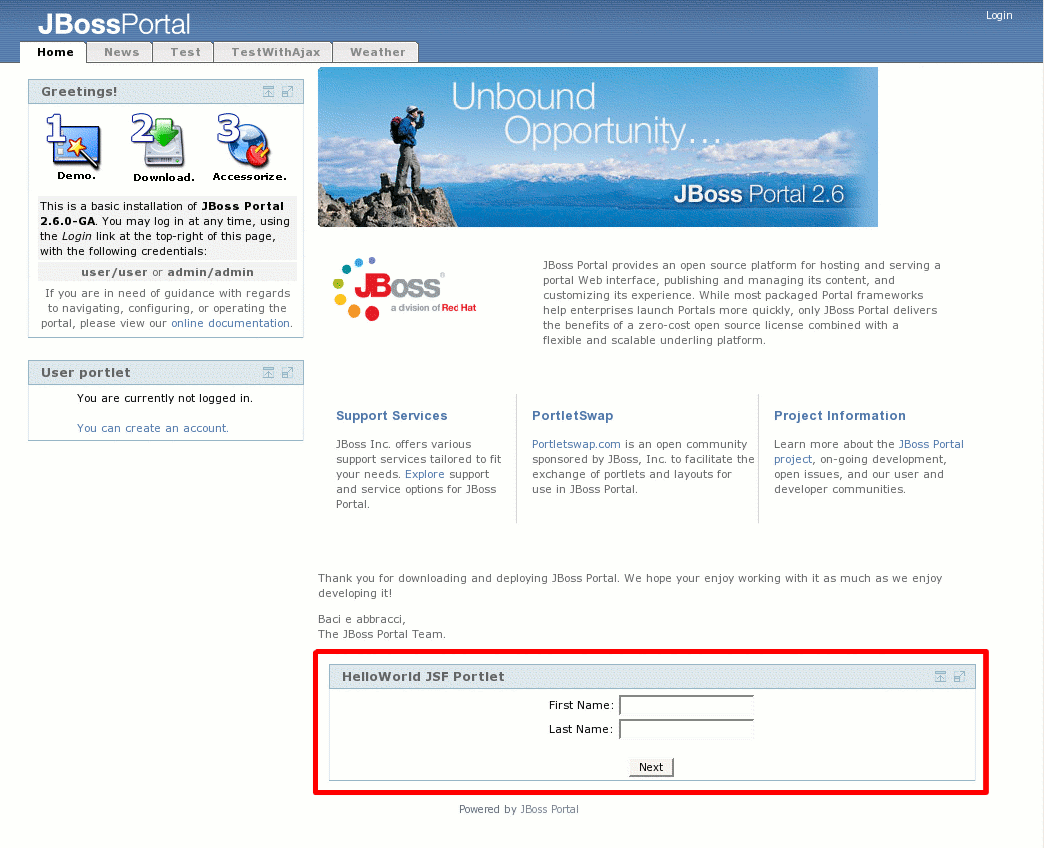 JBossPortal
Login
Home
News
Test
TestWithAjax
Weather
Greetings!
1
2
3
Demo.
Download.
Accessorize.
This is a basic installation of JBoss Portal
2.6.0-GA. You may log in at any time, using
the Login link at the top-right of this page,
with the following credentials:
user/user or admin/admin
If you are in need of guidance with regards
to navigating, configuring, or operating the
portal, please view our online documentation.
User portlet
You are currently not logged in.
You can create an account.
Unbound
Opportunity...
JBoss Portal 2.6
JBoss®
a division of Red Hat
JBoss Portal provides an open source platform for hosting and serving a
portal Web interface, publishing and managing its content, and
customizing its experience. While most packaged Portal frameworks
help enterprises launch Portals more quickly, only JBoss Portal delivers
the benefits of a zero-cost open source license combined with a
flexible and scalable underling platform.
Support Services
JBoss Inc. offers various
support services tailored to fit
your needs. Explore support
and service options for JBoss
Portal.
PortletSwap
Portletswap.com is an open community
sponsored by JBoss, Inc. to facilitate the
exchange of portlets and layouts for
use in JBoss Portal.
Project Information
Learn more about the JBoss Portal
project, on-going development,
open issues, and our user and
developer communities.
Thank you for downloading and deploying JBoss Portal. We hope your enjoy working with it as much as we enjoy
developing it!
Baci e abbracci,
The JBoss Portal Team.
HelloWorld JSF Portlet
First Name:
Last Name:
Next
Powered by JBoss Portal